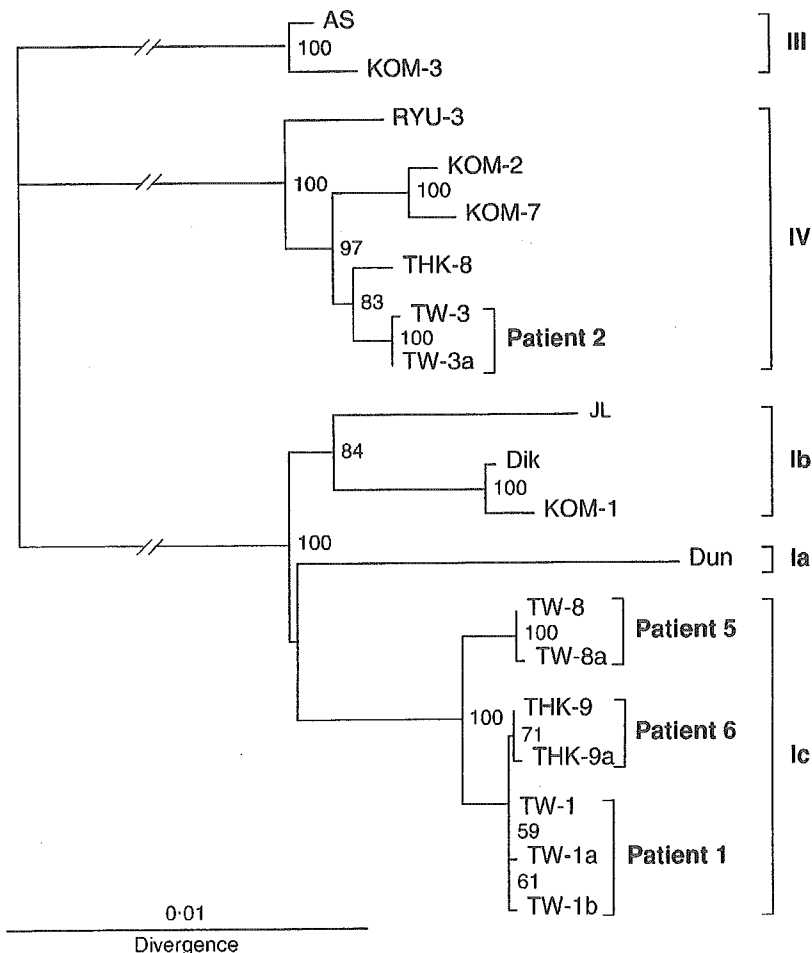 AS
100
III
KOM-3
RYU-3
KOM-2
100
100
KOM-7
IV
97
THK-8
83
TW-3
100
Patient 2
TW-3a
JL
84
Ib
Dik
100
KOM-1
100
Dun
Ia
TW-8
100
Patient 5
TW-8a
THK-9
100
71
Patient 6
THK-9a
Ic
TW-1
59
TW-1a
Patient 1
61
TW-1b
0·01
Divergence